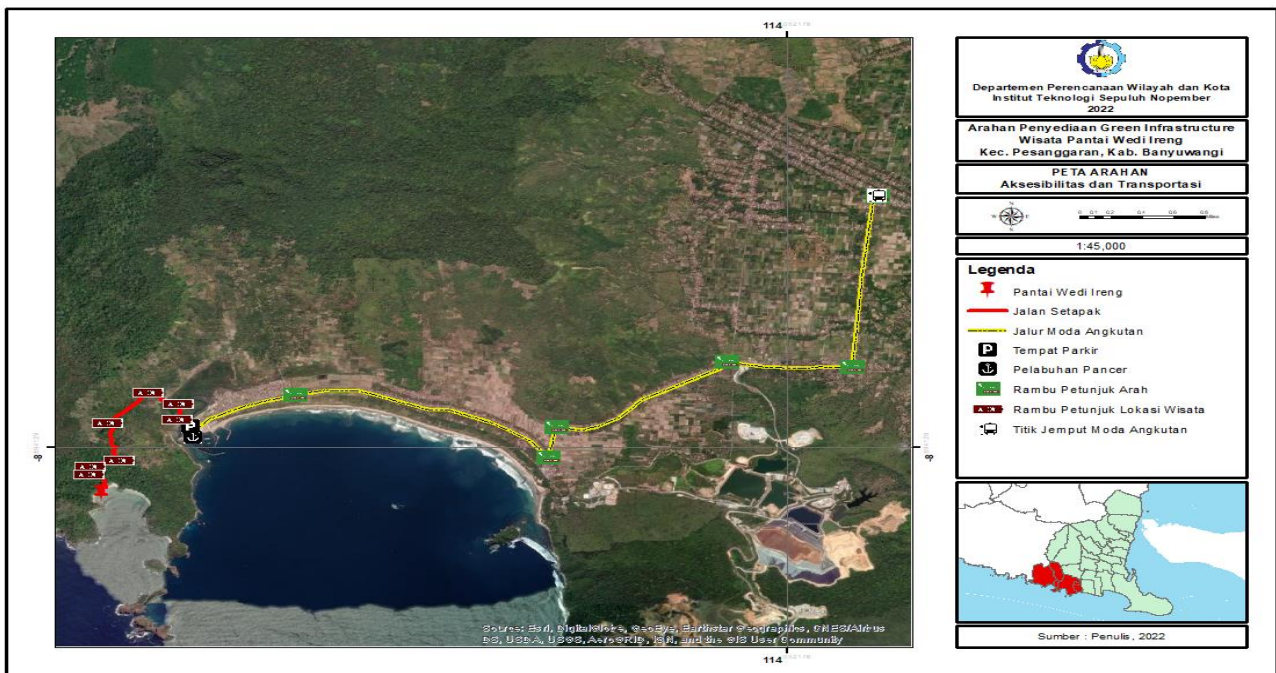 114
Departemen Perencanaan Wilayah dan Kota
Institut Teknologi Sepuluh Nopember
2022
Arahan Penyediaan Green Infrastructure
Wisata Pantai Wedi Ireng
Kec. Pesanggaran, Kab. Banyuwangi
PETA ARAHAN
Aksesibilitas dan Transportasi
N
W
E
S
1:45,000
Legenda
Pantai Wedi Ireng
Jalan Setapak
Jalur Moda Angkutan
P Tempat Parkir
Pelabuhan Pancer
Rambu Petunjuk Arah
Rambu Petunjuk Lokasi Wisata
Titik Jemput Moda Angkutan
P
-8
-8
Source: Esri, DigitalGlobe, GeoEye, Earthstar Geographics, CNES/Airbus
DS, USDA, USGS, AeroGRID, IGN, and the GIS User Community
Sumber : Penulis, 2022
114